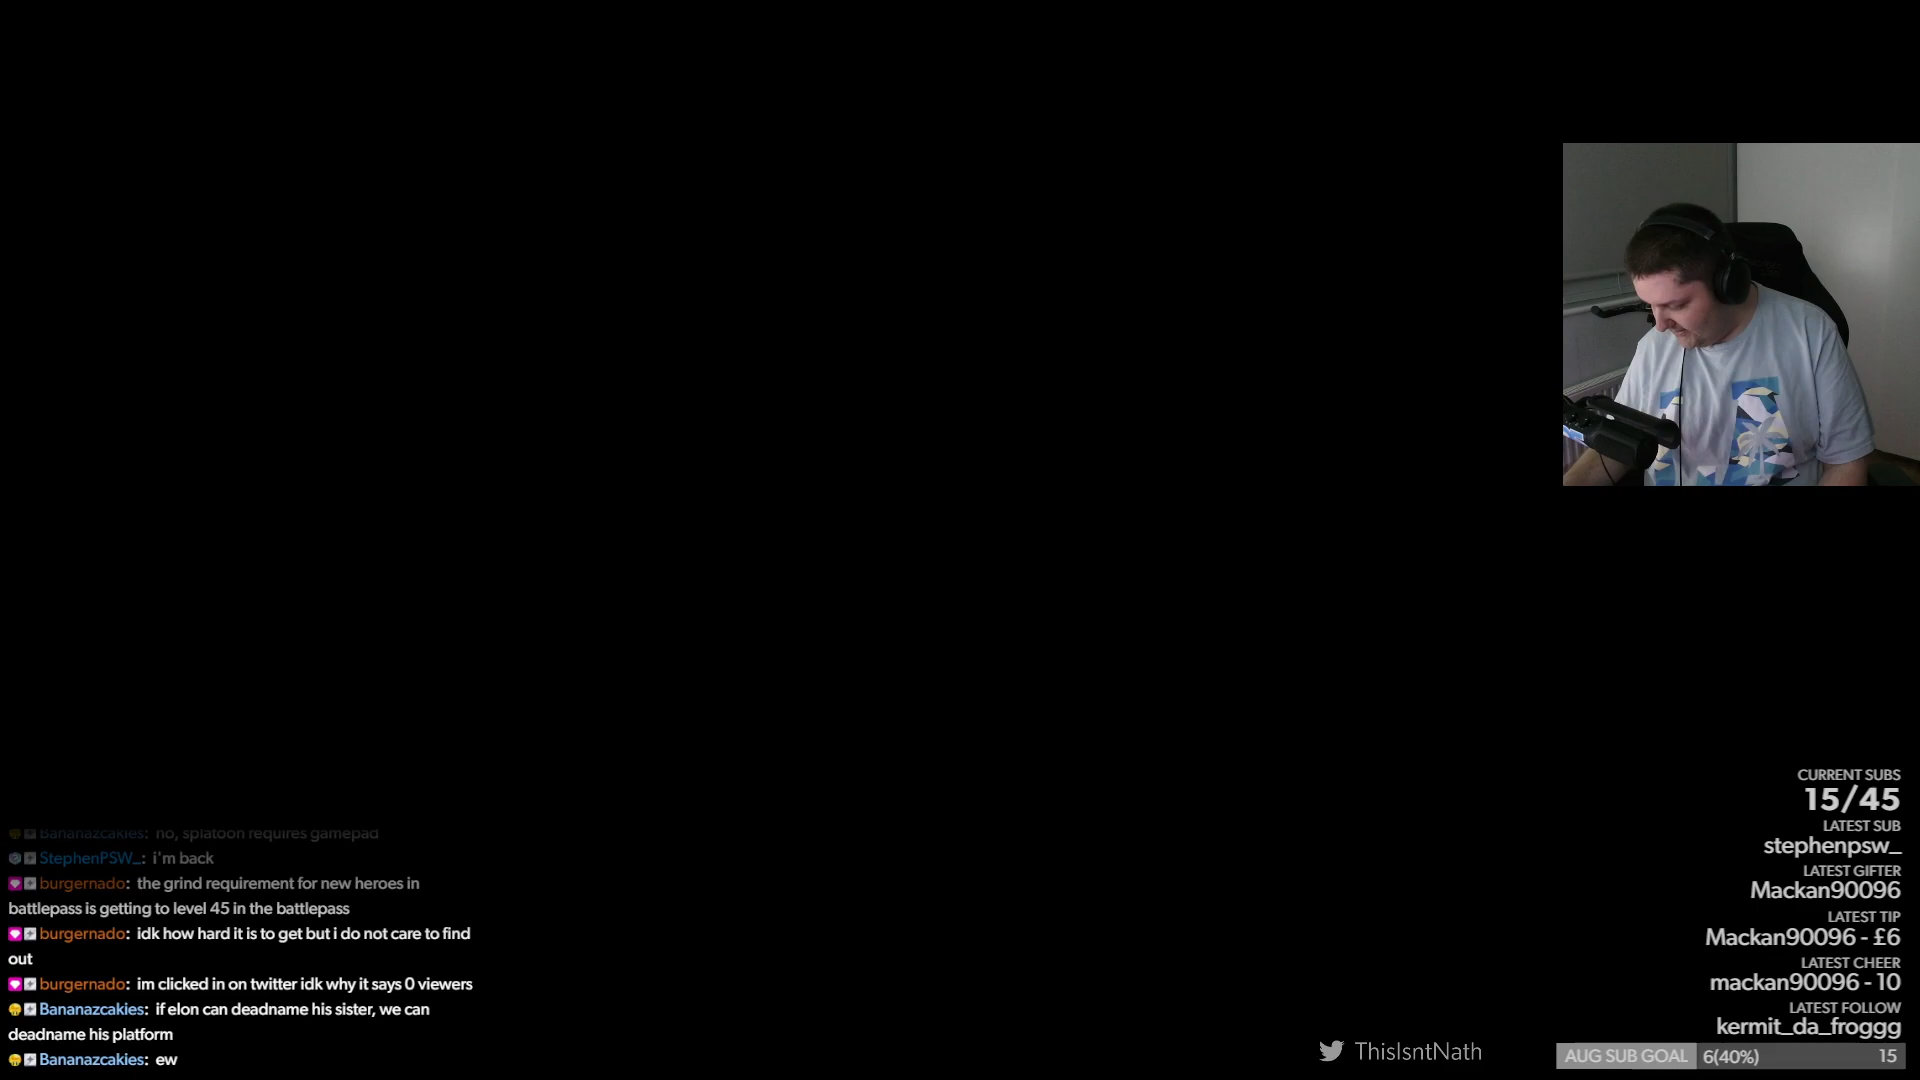 Bananazcakies: no, splatoon requires gamepad
StephenPSW_: i'm back
burgernado: the grind requirement for new heroes in
battlepass is getting to level 45 in the battlepass
burgernado: idk how hard it is to get but i do not care to find
out
burgernado: im clicked in on twitter idk why it says 0 viewers
Bananazcakies: if elon can deadname his sister, we can
deadname his platform
Bananazcakies: ew
CURRENT SUBS
15/45
LATEST SUB
stephenpsw_
LATEST GIFTER
Mackan90096
LATEST TIP
Mackan90096 - £6
LATEST CHEER
mackan90096 - 10
LATEST FOLLOW
kermit_da_froggg
ThisIsntNath
AUG SUB GOAL 6(40%) 15